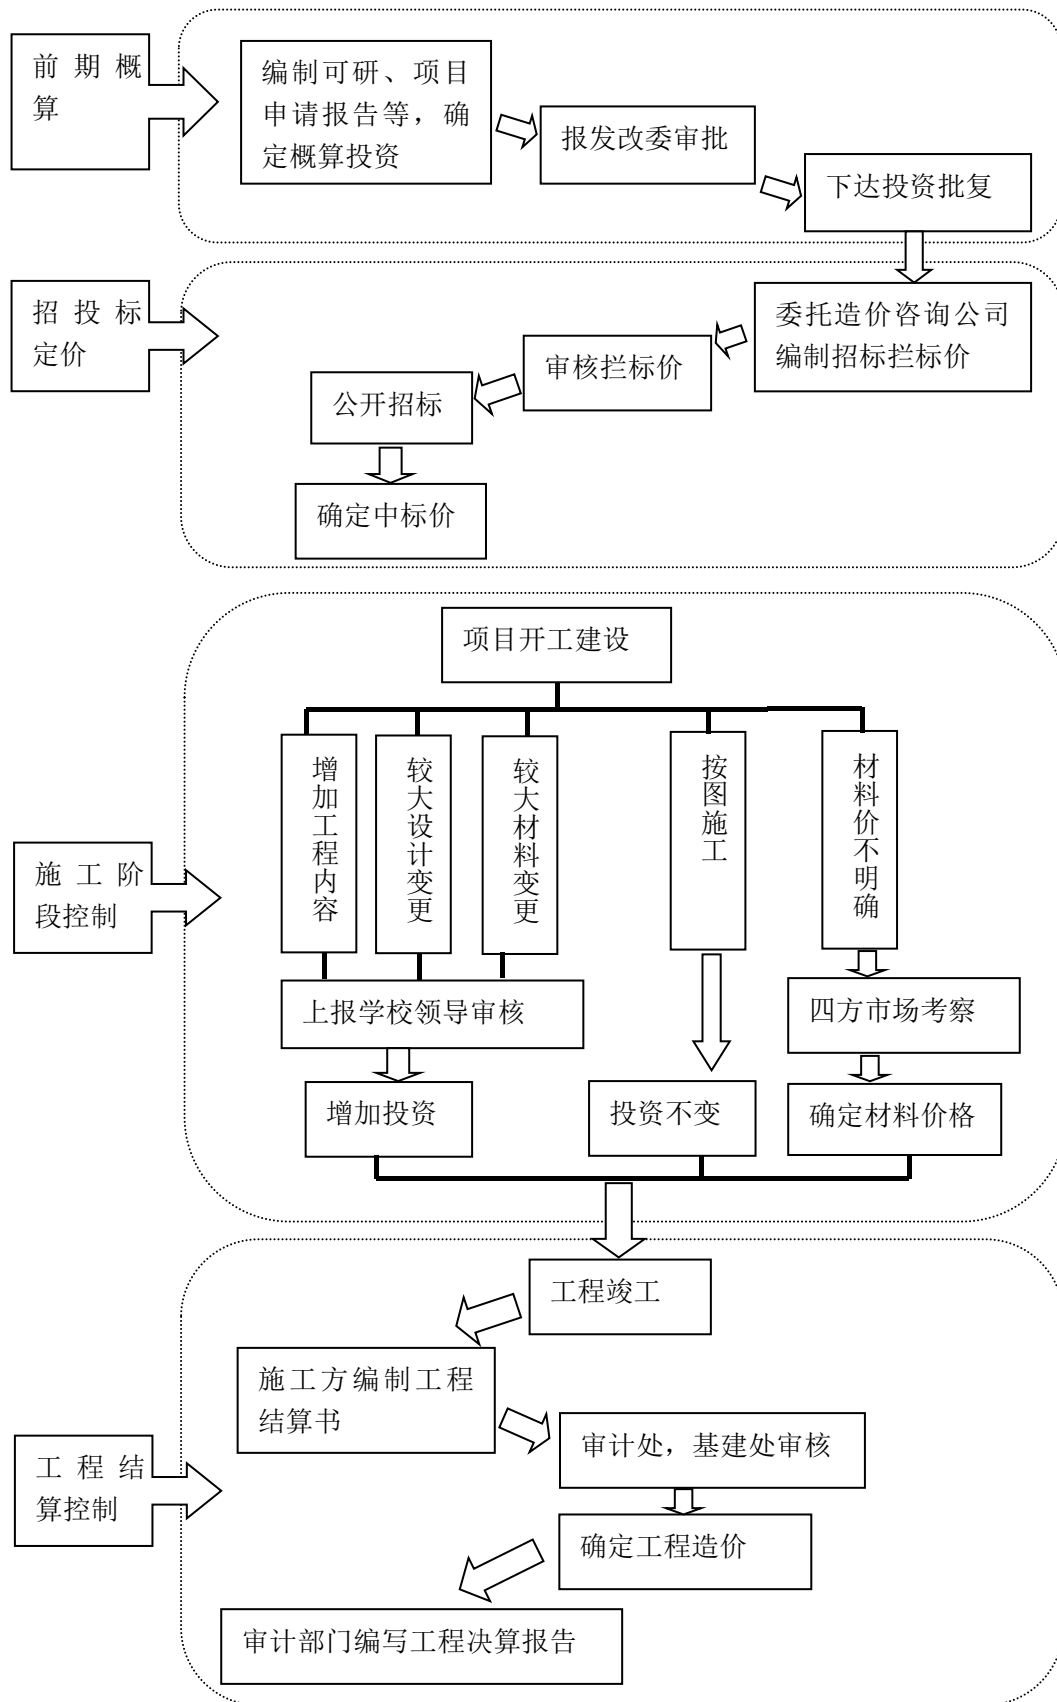 前期概
算
编制可研、项目
申请报告等，确
定概算投资
报发改委审批
下达投资批复
招投标
定价
委托造价咨询公司
编制招标拦标价
审核拦标价
公开招标
确定中标价
项目开工建设
增加工程内容
较大设计变更
较大材料变更
按图施工
材料价不明确
施工阶
段控制
上报学校领导审核
四方市场考察
增加投资
投资不变
确定材料价格
工程竣工
施工方编制工程
结算书
工程结
算控制
审计处，基建处审核
确定工程造价
审计部门编写工程决算报告